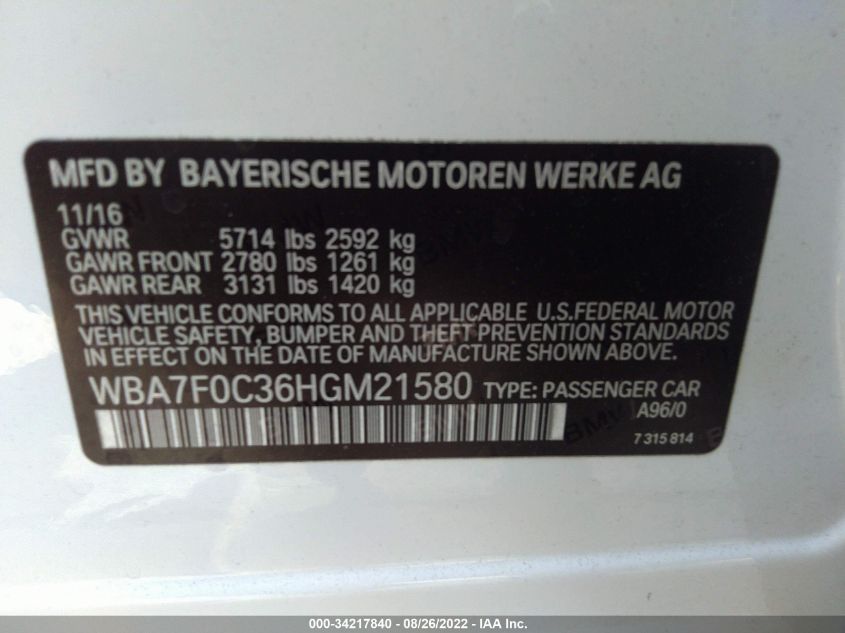 MFD BY BAYERISCHE MOTOREN WERKE AG
11/16
GVWR 5714 lbs 2592 kg
GAWR FRONT 2780 lbs 1261 kg
GAWR REAR 3131 lbs 1420 kg
THIS VEHICLE CONFORMS TO ALL APPLICABLE U.S.FEDERAL MOTOR
VEHICLE SAFETY, BUMPER AND THEFT PREVENTION STANDARDS
IN EFFECT ON THE DATE OF MANUFACTURE SHOWN ABOVE.
WBA7F0C36HGM21580 TYPE: PASSENGER CAR
A96/0
7 315 814
000-34217840 - 08/26/2022 - IAA Inc.